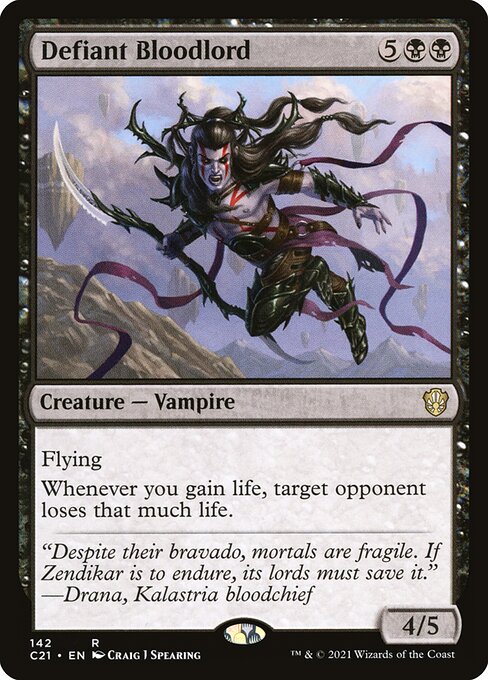 Defiant Bloodlord 5
Creature — Vampire
Flying
Whenever you gain life, target opponent
loses that much life.
“Despite their bravado, mortals are fragile. If
Zendikar is to endure, its lords must save it.”
—Drana, Kalastria bloodchief
4/5
142 R
C21 • EN Craig J Spearing
™ & © 2021 Wizards of the Coast